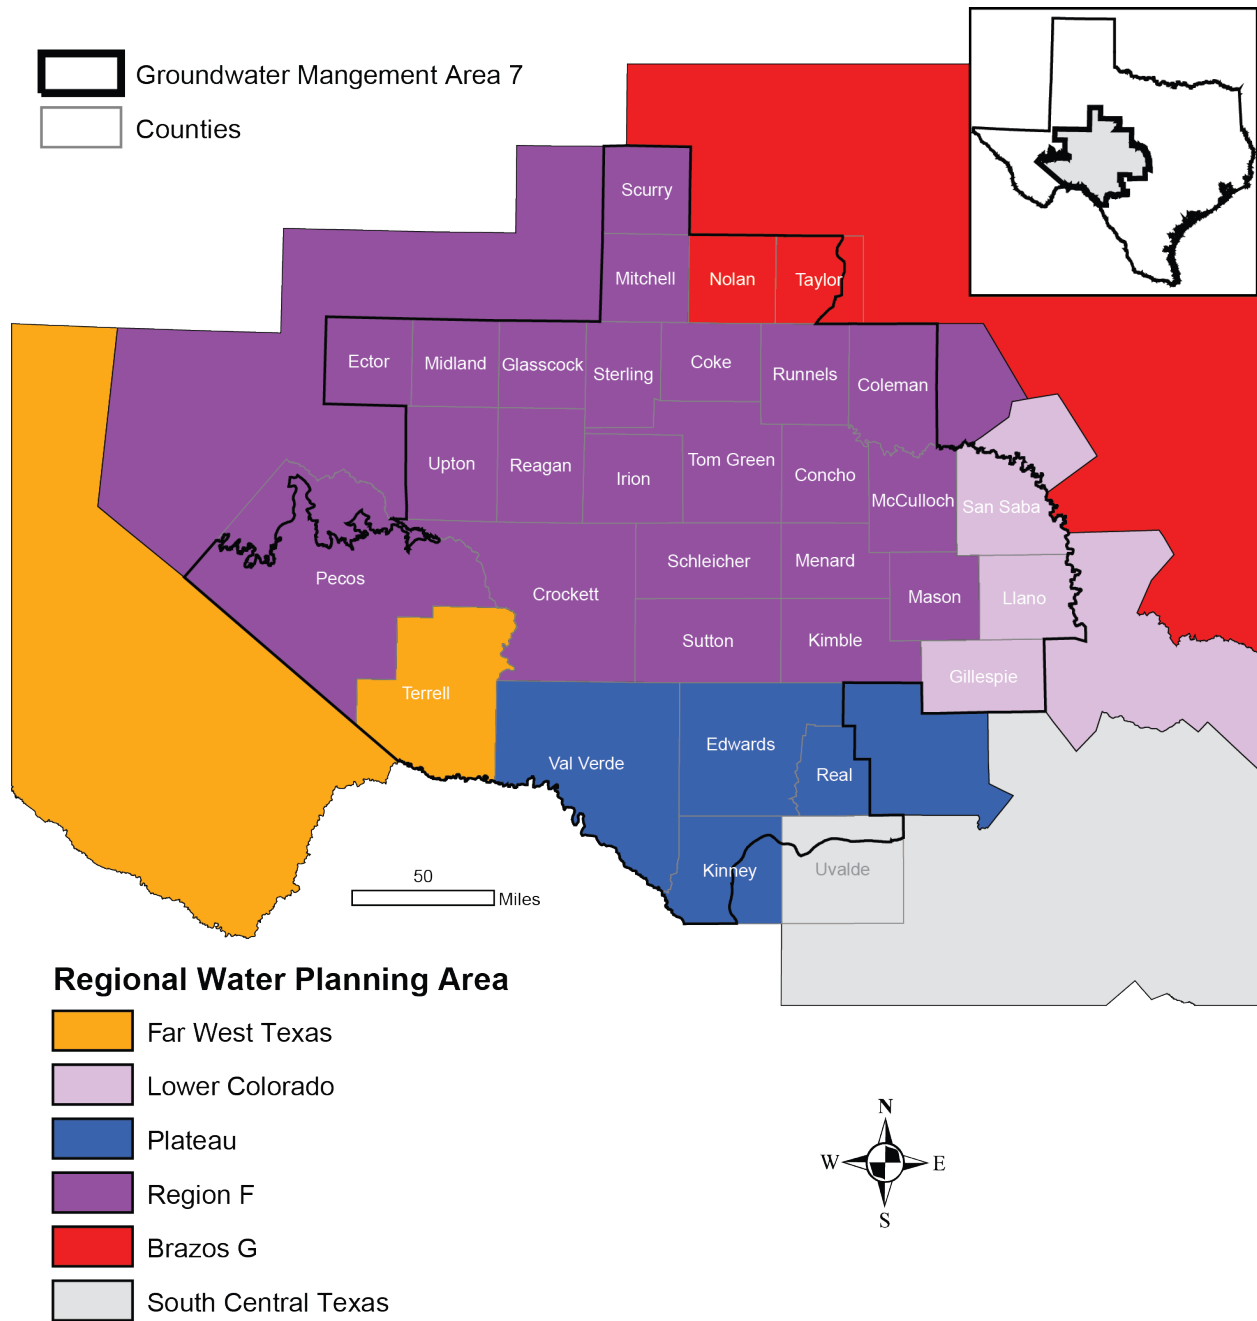 Groundwater Mangement Area 7
Counties
Scurry
Mitchell
Nolan
Taylor
Ector
Midland
Glasscock
Sterling
Coke
Runnels
Coleman
Upton
Reagan
Irion
Tom Green
Concho
McCulloch
San Saba
Pecos
Crockett
Schleicher
Menard
Mason
Llano
Sutton
Kimble
Gillespie
Terrell
Val Verde
Edwards
Real
Kinney
Uvalde
50
Miles
Regional Water Planning Area
Far West Texas
Lower Colorado
Plateau
Region F
Brazos G
South Central Texas
N
W
E
S